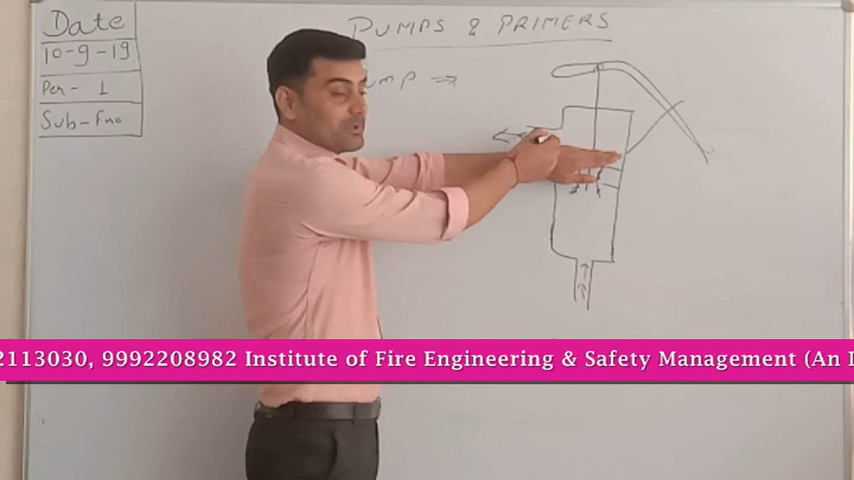 Date
10-9-19
Per- 1
Sub-Fno
PUMPS & PRIMERS
ump ⇒
2113030, 9992208982 Institute of Fire Engineering & Safety Management (An I